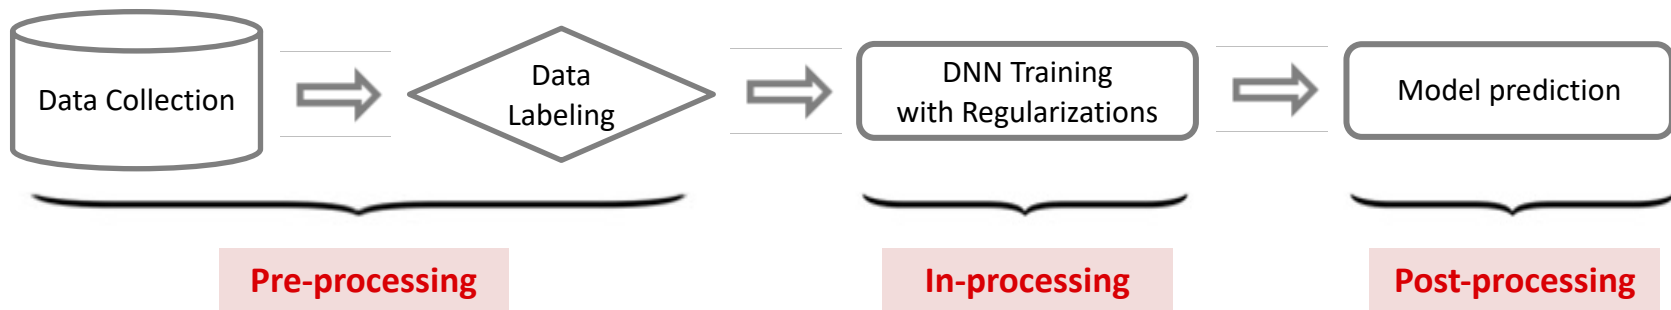 Data Collection
Data
Labeling
DNN Training
with Regularizations
Model prediction
Pre-processing
In-processing
Post-processing